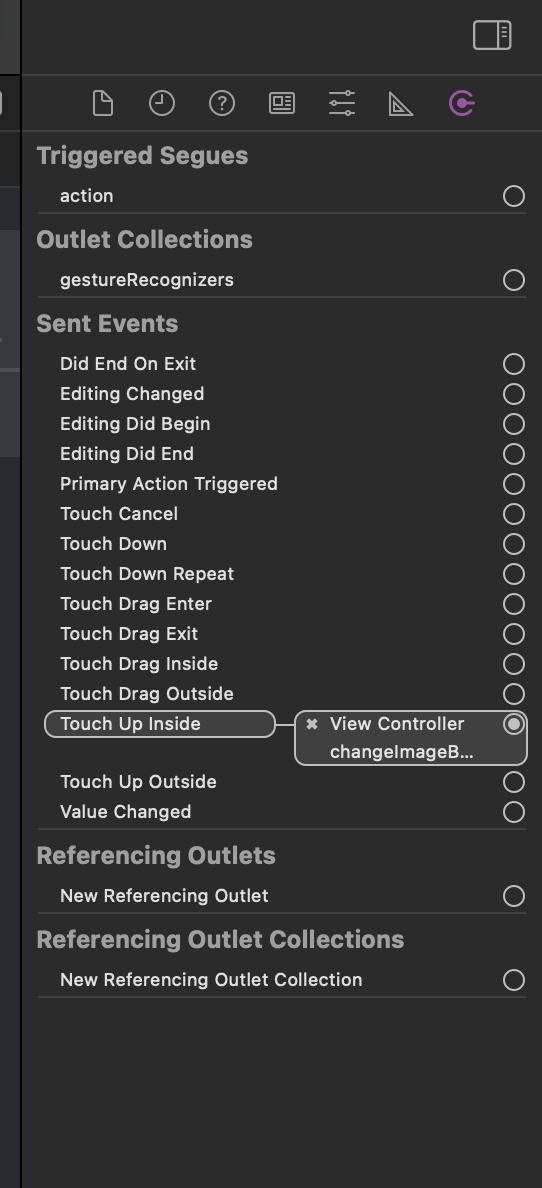 Triggered Segues
action
Outlet Collections
gestureRecognizers
Sent Events
Did End On Exit
Editing Changed
Editing Did Begin
Editing Did End
Primary Action Triggered
Touch Cancel
Touch Down
Touch Down Repeat
Touch Drag Enter
Touch Drag Exit
Touch Drag Inside
Touch Drag Outside
Touch Up Inside
View Controller
changeImageB...
Touch Up Outside
Value Changed
Referencing Outlets
New Referencing Outlet
Referencing Outlet Collections
New Referencing Outlet Collection